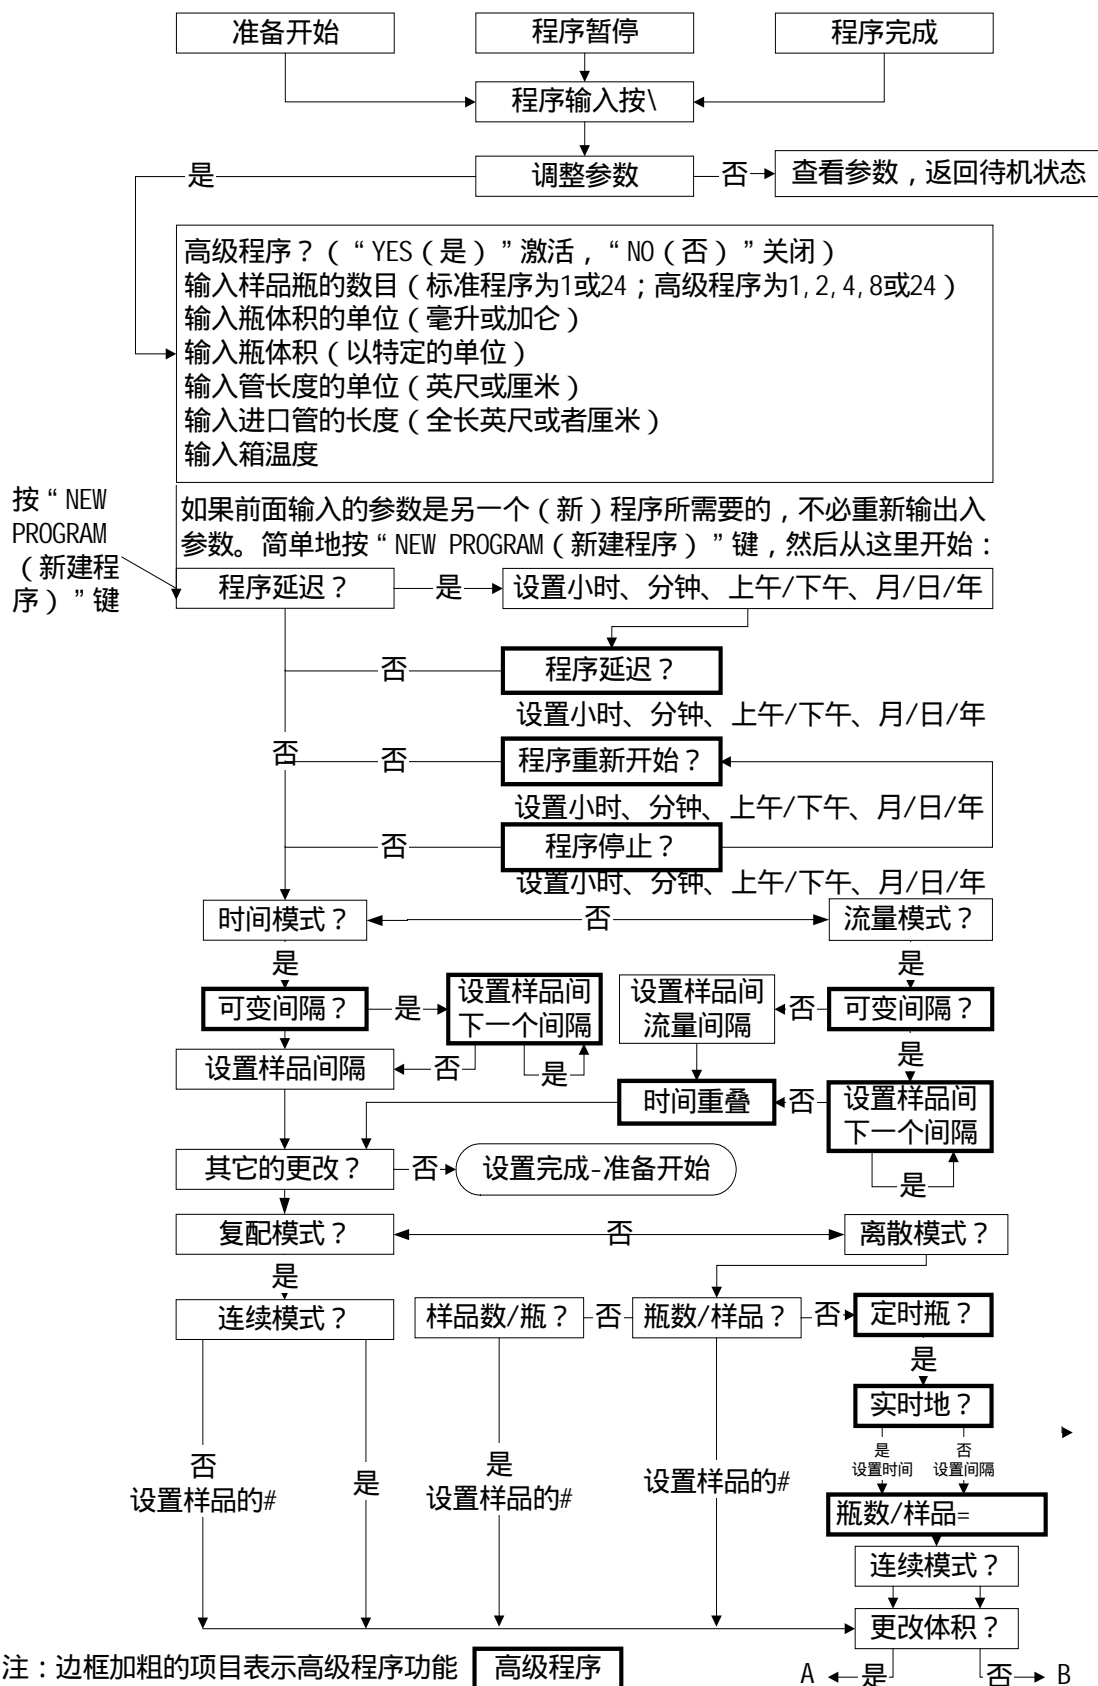 准备开始
程序暂停
程序完成
程序输入按\
是
调整参数
否
查看参数，返回待机状态
高级程序？（“YES（是）”激活，“NO（否）”关闭）
输入样品瓶的数目（标准程序为1或24；高级程序为1,2,4,8或24）
输入瓶体积的单位（毫升或加仑）
输入瓶体积（以特定的单位）
输入管长度的单位（英尺或厘米）
输入进口管的长度（全长英尺或者厘米）
输入箱温度
按“NEW
PROGRAM
（新建程
序）”键
如果前面输入的参数是另一个（新）程序所需要的，不必重新输出入
参数。简单地按“NEW PROGRAM（新建程序）”键，然后从这里开始：
程序延迟？
是
设置小时、分钟、上午/下午、月/日/年
否
程序延迟？
设置小时、分钟、上午/下午、月/日/年
否
否
程序重新开始？
设置小时、分钟、上午/下午、月/日/年
否
程序停止？
设置小时、分钟、上午/下午、月/日/年
时间模式？
否
流量模式？
是
是
可变间隔？
是
设置样品间
下一个间隔
设置样品间
流量间隔
否
可变间隔？
设置样品间隔
否
是
是
时间重叠
否
设置样品间
下一个间隔
其它的更改？
否
设置完成-准备开始
是
复配模式？
否
离散模式？
是
连续模式？
样品数/瓶？
否
瓶数/样品？
否
定时瓶？
是
实时地？
是
设置时间
否
设置间隔
否
设置样品的#
是
是
设置样品的#
设置样品的#
瓶数/样品=
连续模式？
更改体积？
注：边框加粗的项目表示高级程序功能
高级程序
A
是
否
B